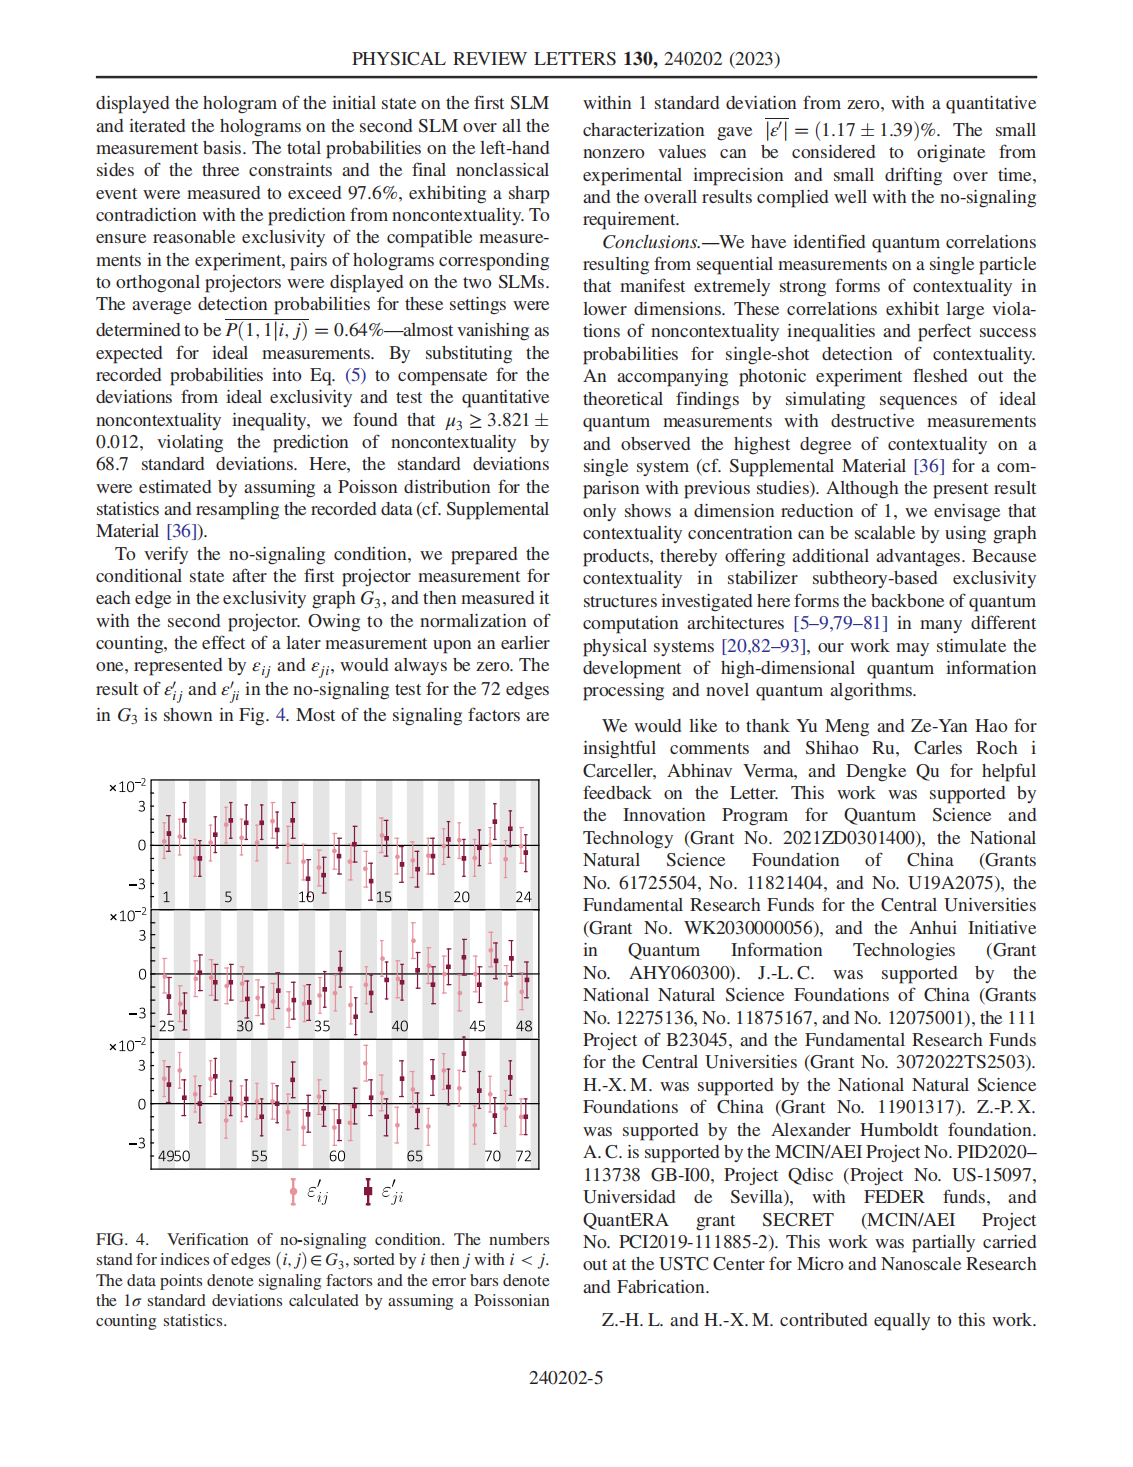 PHYSICAL REVIEW LETTERS 130, 240202 (2023)
displayed the hologram of the initial state on the first SLM
and iterated the holograms on the second SLM over all the
measurement basis. The total probabilities on the left-hand
sides of the three constraints and the final nonclassical
event were measured to exceed 97.6%, exhibiting a sharp
contradiction with the prediction from noncontextuality. To
ensure reasonable exclusivity of the compatible measure-
ments in the experiment, pairs of holograms corresponding
to orthogonal projectors were displayed on the two SLMs.
The average detection probabilities for these settings were
determined to be P(1, 1|i, j) = 0.64%—almost vanishing as
expected for ideal measurements. By substituting the
recorded probabilities into Eq. (5) to compensate for the
deviations from ideal exclusivity and test the quantitative
noncontextuality inequality, we found that μ₃ ≥ 3.821 ±
0.012, violating the prediction of noncontextuality by
68.7 standard deviations. Here, the standard deviations
were estimated by assuming a Poisson distribution for the
statistics and resampling the recorded data (cf. Supplemental
Material [36]).
To verify the no-signaling condition, we prepared the
conditional state after the first projector measurement for
each edge in the exclusivity graph G₃, and then measured it
with the second projector. Owing to the normalization of
counting, the effect of a later measurement upon an earlier
one, represented by εij and εji, would always be zero. The
result of ε′ij and ε′ji in the no-signaling test for the 72 edges
in G₃ is shown in Fig. 4. Most of the signaling factors are
×10⁻²
3
0
−3
1 5 10 15 20 24
×10⁻²
3
0
−3
25 30 35 40 45 48
×10⁻²
3
0
−3
49 50 55 60 65 70 72
ε′ij ε′ji
FIG. 4. Verification of no-signaling condition. The numbers
stand for indices of edges (i, j) ∈ G₃, sorted by i then j with i < j.
The data points denote signaling factors and the error bars denote
the 1σ standard deviations calculated by assuming a Poissonian
counting statistics.
within 1 standard deviation from zero, with a quantitative
characterization gave |ε′| = (1.17 ± 1.39)%. The small
nonzero values can be considered to originate from
experimental imprecision and small drifting over time,
and the overall results complied well with the no-signaling
requirement.
Conclusions.—We have identified quantum correlations
resulting from sequential measurements on a single particle
that manifest extremely strong forms of contextuality in
lower dimensions. These correlations exhibit large viola-
tions of noncontextuality inequalities and perfect success
probabilities for single-shot detection of contextuality.
An accompanying photonic experiment fleshed out the
theoretical findings by simulating sequences of ideal
quantum measurements with destructive measurements
and observed the highest degree of contextuality on a
single system (cf. Supplemental Material [36] for a com-
parison with previous studies). Although the present result
only shows a dimension reduction of 1, we envisage that
contextuality concentration can be scalable by using graph
products, thereby offering additional advantages. Because
contextuality in stabilizer subtheory-based exclusivity
structures investigated here forms the backbone of quantum
computation architectures [5–9,79–81] in many different
physical systems [20,82–93], our work may stimulate the
development of high-dimensional quantum information
processing and novel quantum algorithms.
We would like to thank Yu Meng and Ze-Yan Hao for
insightful comments and Shihao Ru, Carles Roch i
Carceller, Abhinav Verma, and Dengke Qu for helpful
feedback on the Letter. This work was supported by
the Innovation Program for Quantum Science and
Technology (Grant No. 2021ZD0301400), the National
Natural Science Foundation of China (Grants
No. 61725504, No. 11821404, and No. U19A2075), the
Fundamental Research Funds for the Central Universities
(Grant No. WK2030000056), and the Anhui Initiative
in Quantum Information Technologies (Grant
No. AHY060300). J.-L. C. was supported by the
National Natural Science Foundations of China (Grants
No. 12275136, No. 11875167, and No. 12075001), the 111
Project of B23045, and the Fundamental Research Funds
for the Central Universities (Grant No. 3072022TS2503).
H.-X. M. was supported by the National Natural Science
Foundations of China (Grant No. 11901317). Z.-P. X.
was supported by the Alexander Humboldt foundation.
A. C. is supported by the MCIN/AEI Project No. PID2020–
113738 GB-I00, Project Qdisc (Project No. US-15097,
Universidad de Sevilla), with FEDER funds, and
QuantERA grant SECRET (MCIN/AEI Project
No. PCI2019-111885-2). This work was partially carried
out at the USTC Center for Micro and Nanoscale Research
and Fabrication.
Z.-H. L. and H.-X. M. contributed equally to this work.
240202-5